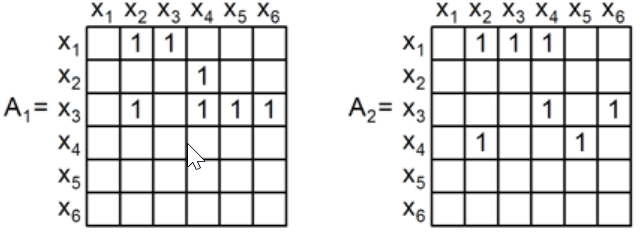 x₁ x₂ x₃ x₄ x₅ x₆ x₁ x₂ x₃ x₄ x₅ x₆
x₁ 1 1 x₁ 1 1 1
x₂ 1 x₂
A₁= x₃ 1 1 1 1 A₂= x₃ 1 1
x₄ x₄ 1 1
x₅ x₅
x₆ x₆